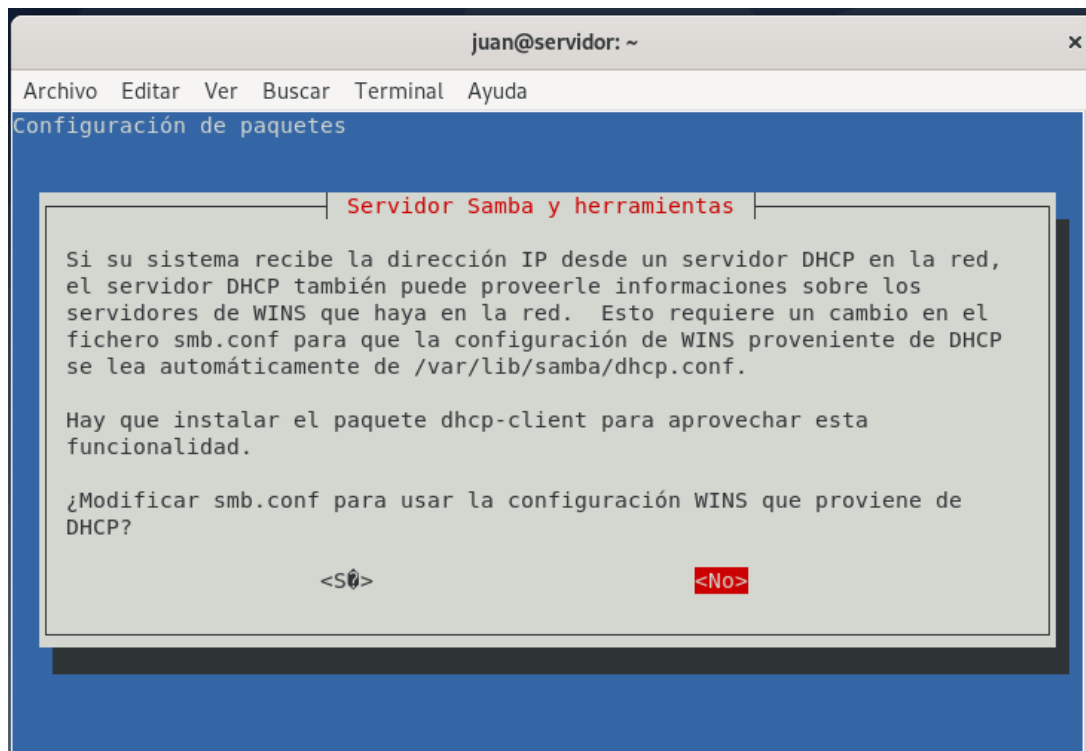 juan@servidor: ~
×
Archivo Editar Ver Buscar Terminal Ayuda
Configuración de paquetes
Servidor Samba y herramientas
Si su sistema recibe la dirección IP desde un servidor DHCP en la red,
el servidor DHCP también puede proveerle informaciones sobre los
servidores de WINS que haya en la red.  Esto requiere un cambio en el
fichero smb.conf para que la configuración de WINS proveniente de DHCP
se lea automáticamente de /var/lib/samba/dhcp.conf.
Hay que instalar el paquete dhcp-client para aprovechar esta
funcionalidad.
¿Modificar smb.conf para usar la configuración WINS que proviene de
DHCP?
<S�> <No>